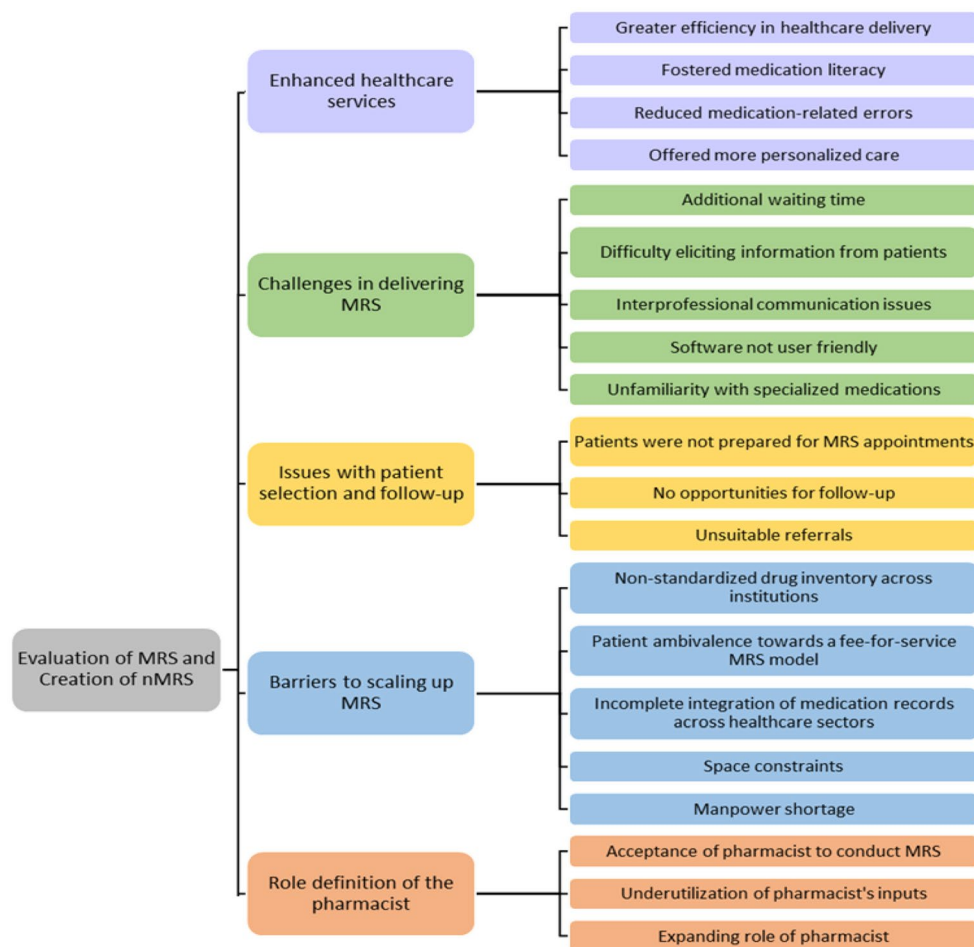 Evaluation of MRS and
Creation of nMRS
Enhanced healthcare
services
Greater efficiency in healthcare delivery
Fostered medication literacy
Reduced medication-related errors
Offered more personalized care
Challenges in delivering
MRS
Additional waiting time
Difficulty eliciting information from patients
Interprofessional communication issues
Software not user friendly
Unfamiliarity with specialized medications
Issues with patient
selection and follow-up
Patients were not prepared for MRS appointments
No opportunities for follow-up
Unsuitable referrals
Barriers to scaling up
MRS
Non-standardized drug inventory across
institutions
Patient ambivalence towards a fee-for-service
MRS model
Incomplete integration of medication records
across healthcare sectors
Space constraints
Manpower shortage
Role definition of the
pharmacist
Acceptance of pharmacist to conduct MRS
Underutilization of pharmacist's inputs
Expanding role of pharmacist